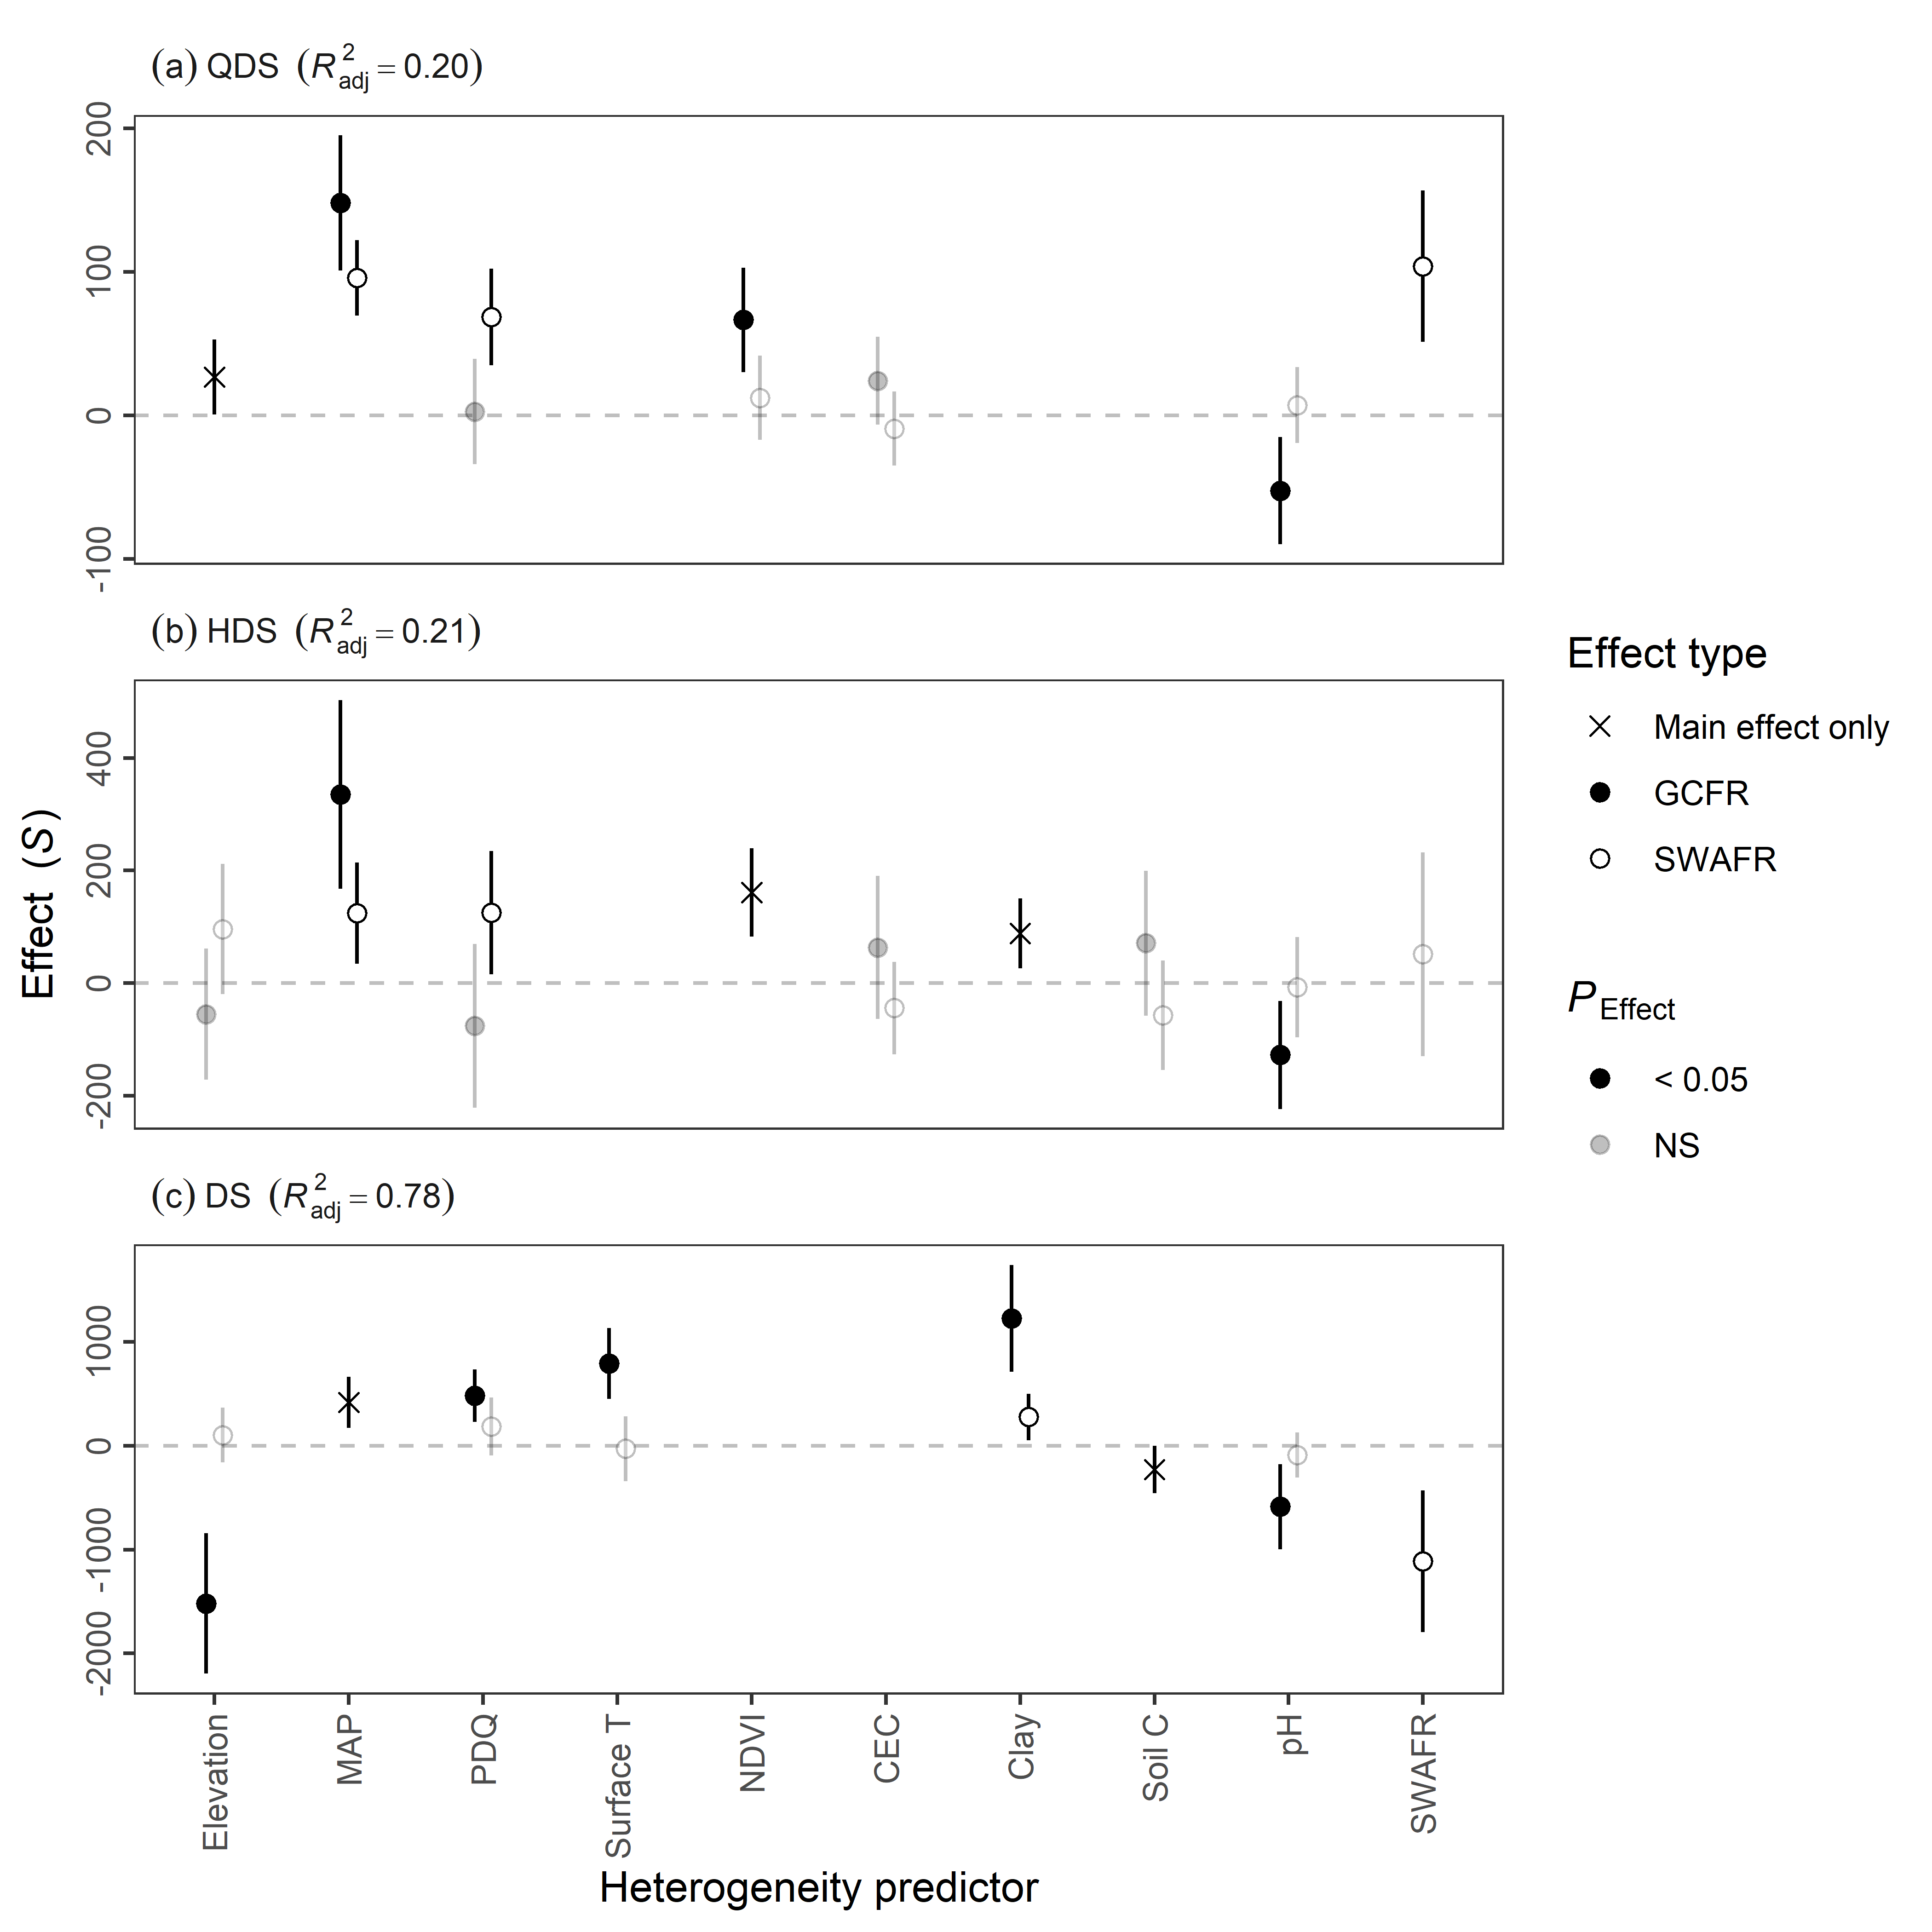 (a) QDS (R²adj = 0.20)
200
100
0
-100
(b) HDS (R²adj = 0.21)
400
200
0
-200
(c) DS (R²adj = 0.78)
1000
0
-1000
-2000
Effect (S)
Elevation
MAP
PDQ
Surface T
NDVI
CEC
Clay
Soil C
pH
SWAFR
Heterogeneity predictor
Effect type
Main effect only
GCFR
SWAFR
P Effect
< 0.05
NS